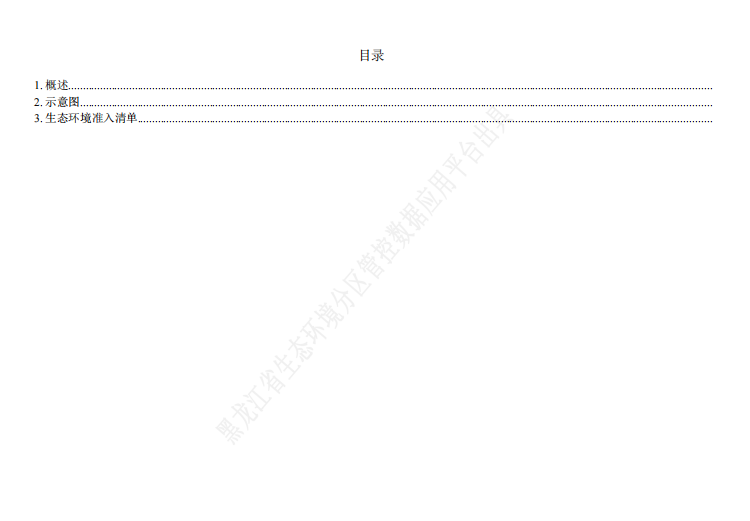 目录
1. 概述
2. 示意图
3. 生态环境准入清单
黑龙江省生态环境分区管控数据应用平台出具